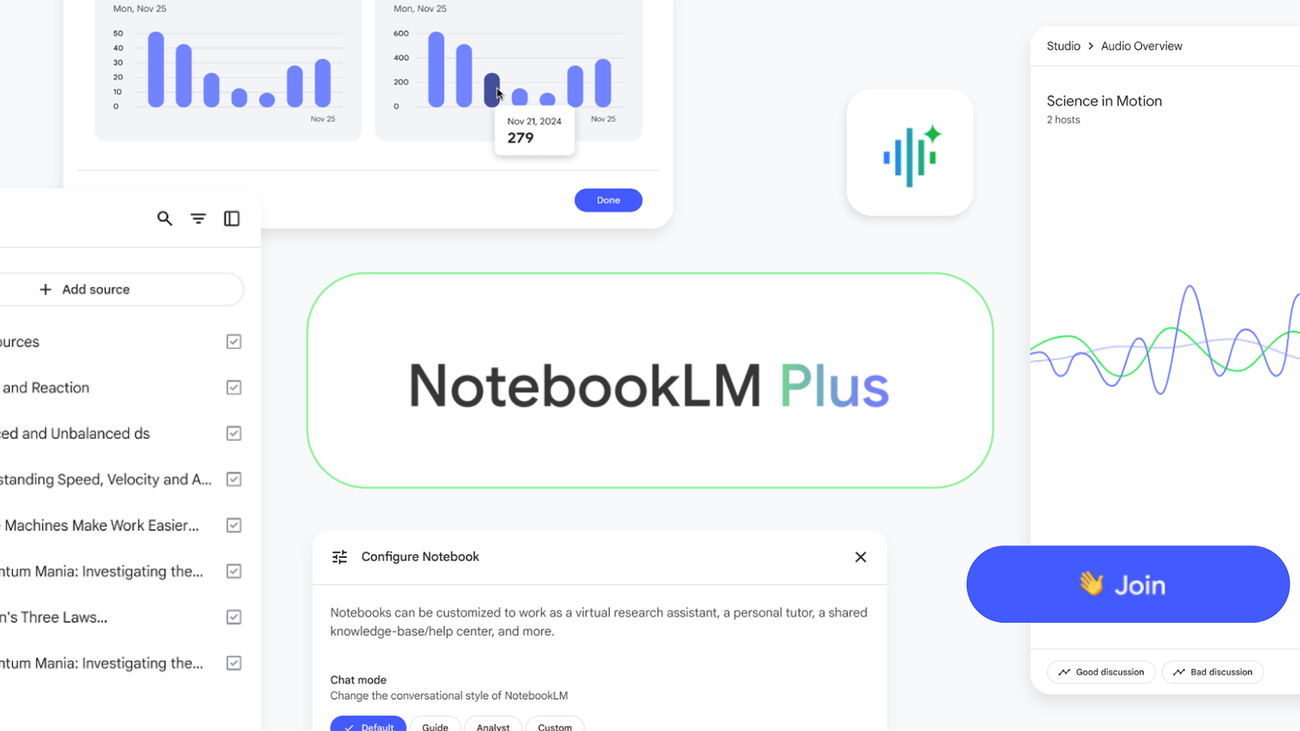 Mon, Nov 25
50
40
30
20
10
0
Nov 25
Mon, Nov 25
600
400
200
0
Nov 25
Nov 21, 2024
279
Done
Studio > Audio Overview
Science in Motion
2 hosts
+ Add source
and Reaction
and Unbalanced ds
Speed, Velocity and A...
Machines Make Work Easier...
Mania: Investigating the...
Three Laws...
Mania: Investigating the...
NotebookLM Plus
Configure Notebook
Notebooks can be customized to work as a virtual research assistant, a personal tutor, a shared
knowledge-base/help center, and more.
Chat mode
Change the conversational style of NotebookLM
Default
Guide
Analyst
Custom
👋 Join
Good discussion
Bad discussion